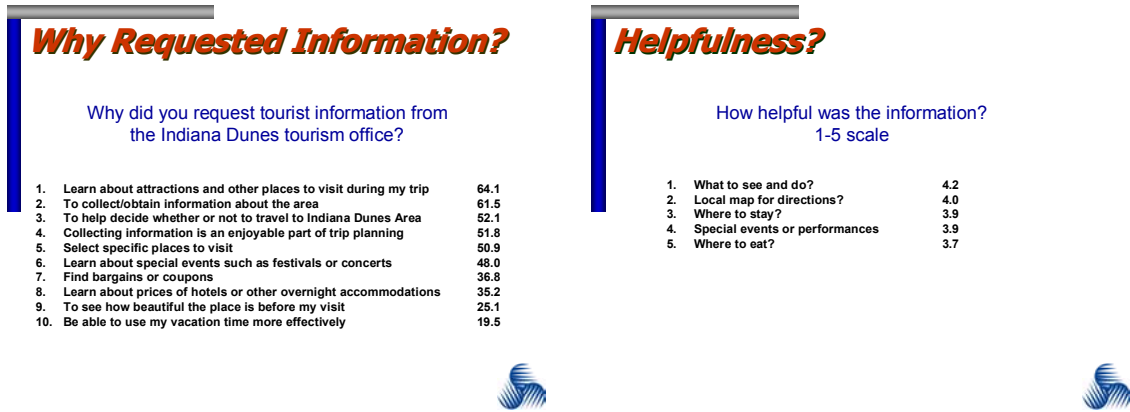 Why Requested Information?
Why did you request tourist information from
the Indiana Dunes tourism office?
1. Learn about attractions and other places to visit during my trip 64.1
2. To collect/obtain information about the area 61.5
3. To help decide whether or not to travel to Indiana Dunes Area 52.1
4. Collecting information is an enjoyable part of trip planning 51.8
5. Select specific places to visit 50.9
6. Learn about special events such as festivals or concerts 48.0
7. Find bargains or coupons 36.8
8. Learn about prices of hotels or other overnight accommodations 35.2
9. To see how beautiful the place is before my visit 25.1
10. Be able to use my vacation time more effectively 19.5
Helpfulness?
How helpful was the information?
1-5 scale
1. What to see and do? 4.2
2. Local map for directions? 4.0
3. Where to stay? 3.9
4. Special events or performances 3.9
5. Where to eat? 3.7